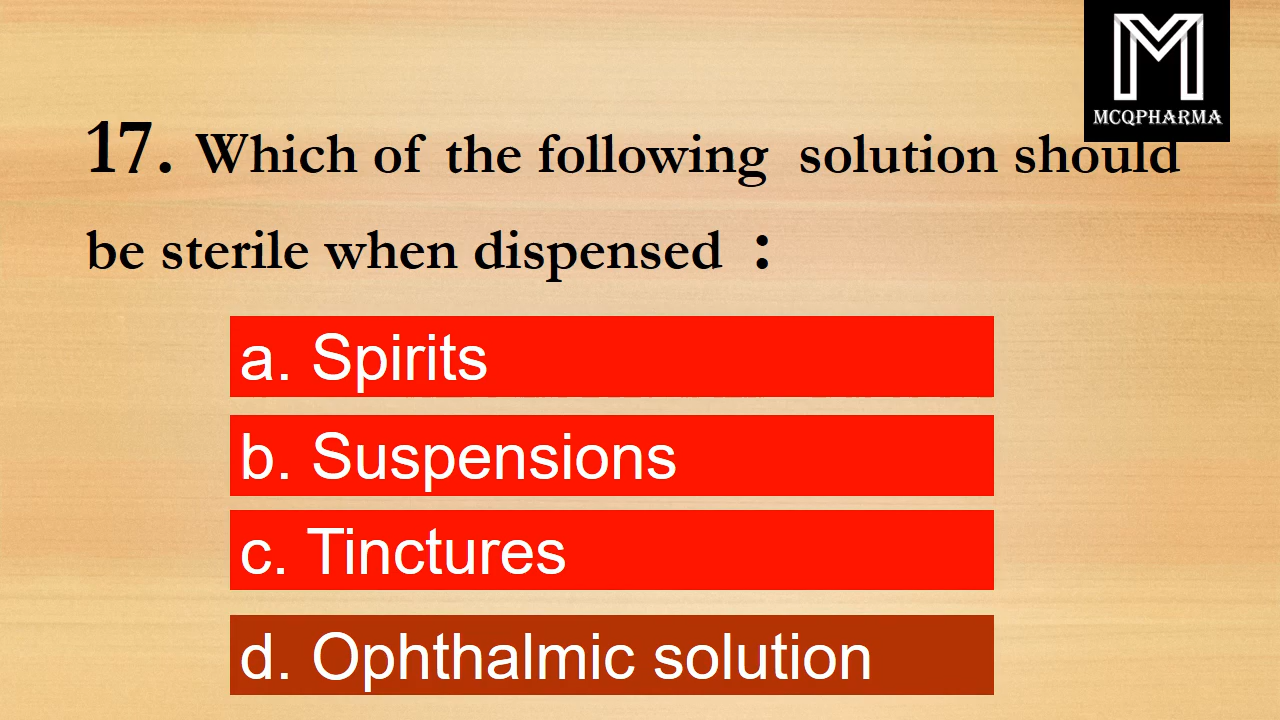 M
MCQPHARMA
17. Which of the following solution should
be sterile when dispensed :
a. Spirits
b. Suspensions
c. Tinctures
d. Ophthalmic solution